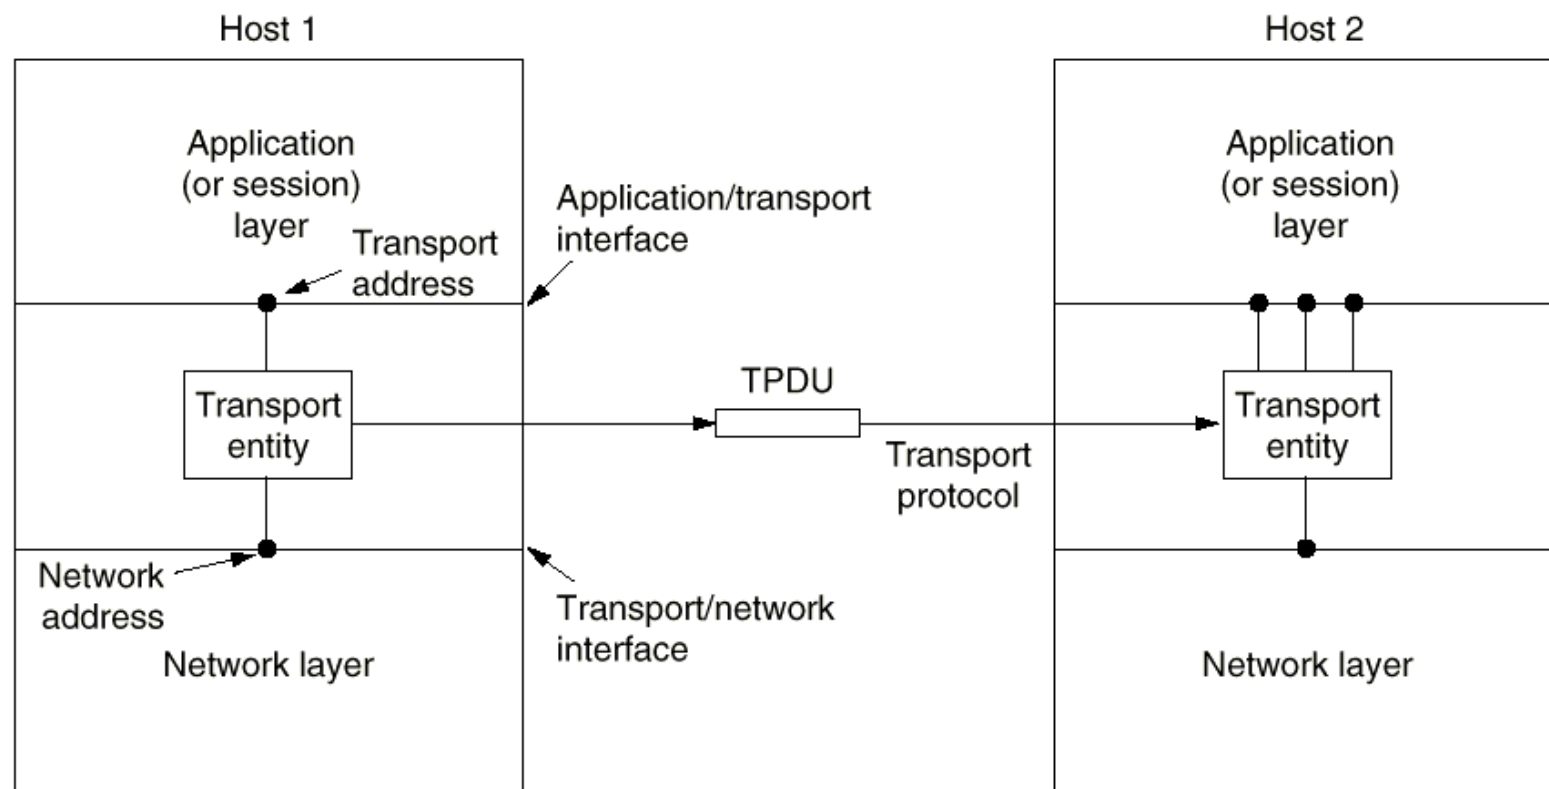 Host 1
Host 2
Application
(or session)
layer
Transport
address
Application/transport
interface
Application
(or session)
layer
Transport
entity
TPDU
Transport
protocol
Transport
entity
Network
address
Transport/network
interface
Network layer
Network layer